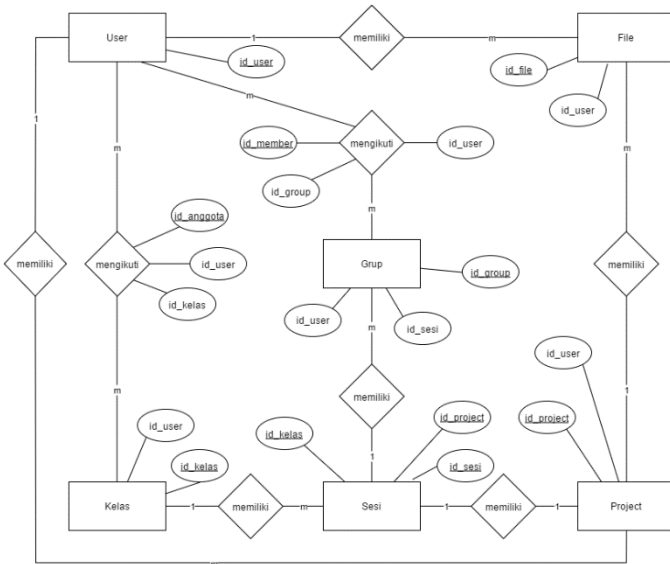 User
1
memiliki
m
File
id_user
id_file
id_user
m
1
m
mengikuti
id_member
id_user
id_group
m
m
id_anggota
memiliki
mengikuti
id_user
id_kelas
Grup
id_group
id_user
id_sesi
memiliki
m
m
memiliki
id_user
1
id_user
id_kelas
id_kelas
id_project
id_sesi
id_project
1
Kelas
1
memiliki
m
Sesi
1
memiliki
1
Project